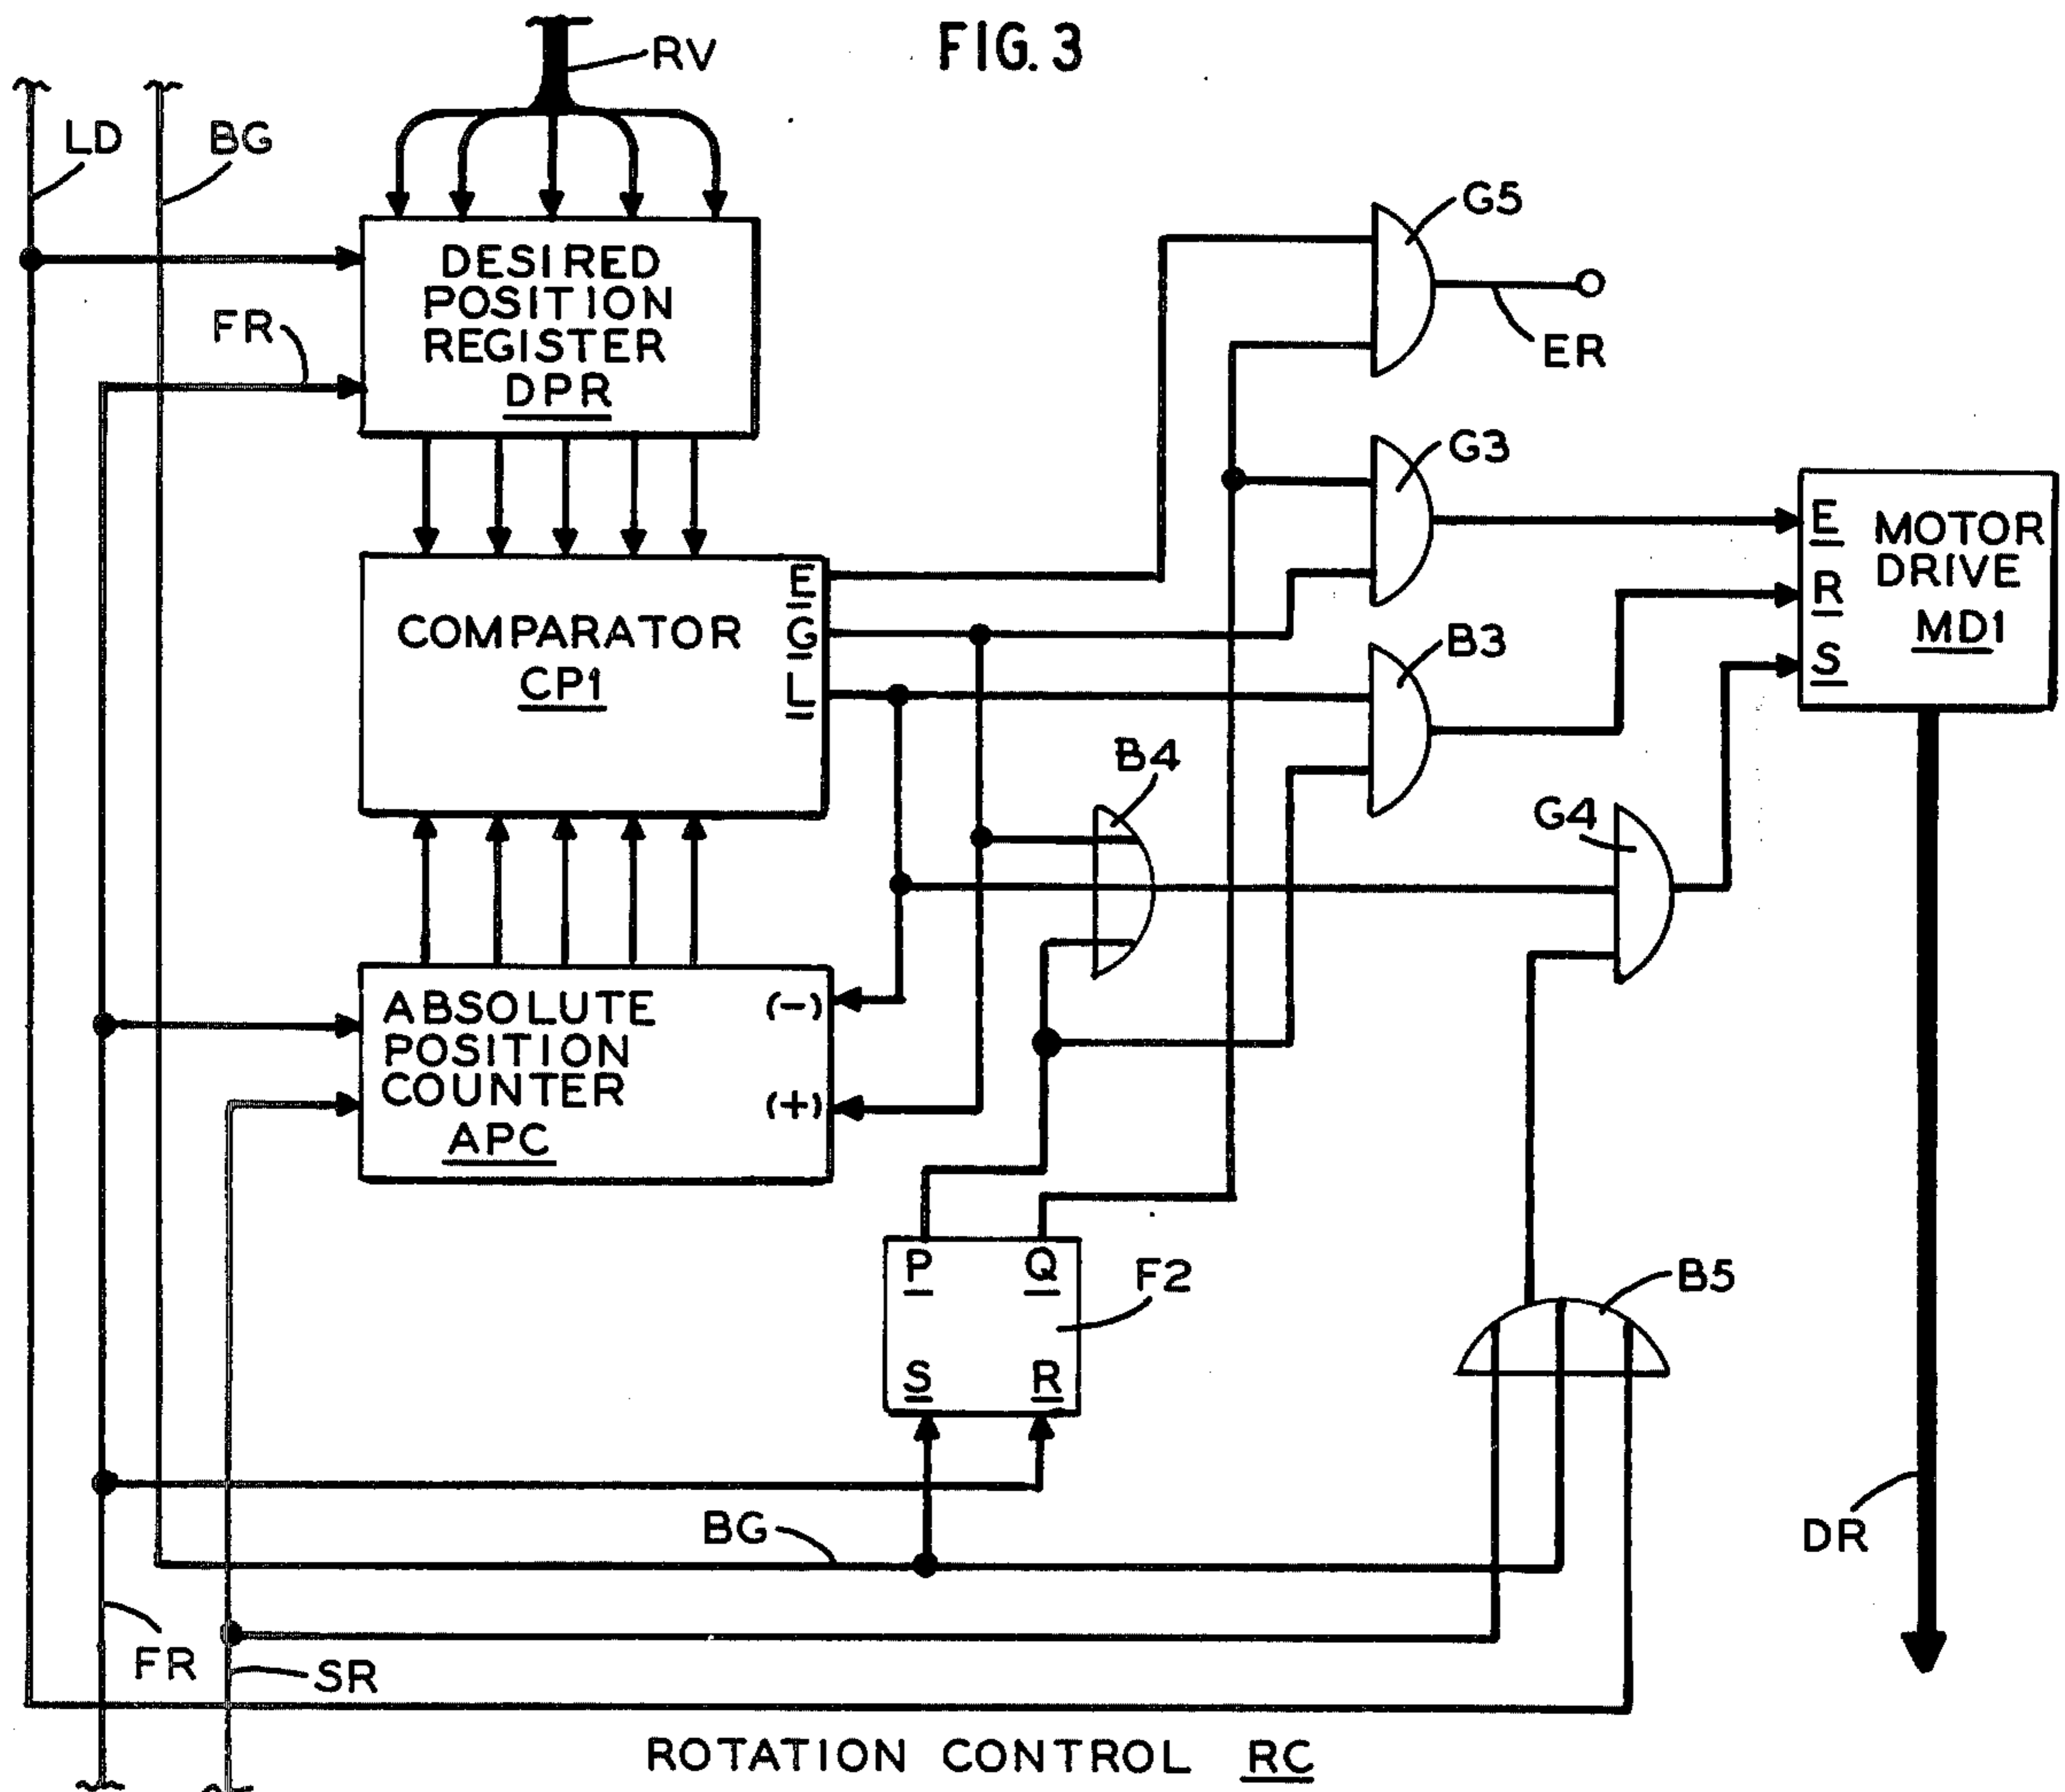 FIG. 3
RV
LD
BG
G5
DESIRED
POSITION
REGISTER
DPR
FR
ER
G3
E
R
S
MOTOR
DRIVE
MD1
COMPARATOR
CP1
E
G
L
B3
B4
G4
ABSOLUTE
POSITION
COUNTER
APC
(-)
(+)
P
Q
S
R
F2
B5
BG
DR
FR
SR
ROTATION CONTROL RC